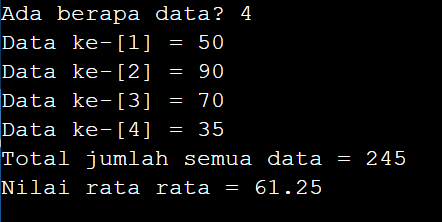 Ada berapa data? 4
Data ke-[1] = 50
Data ke-[2] = 90
Data ke-[3] = 70
Data ke-[4] = 35
Total jumlah semua data = 245
Nilai rata rata = 61.25